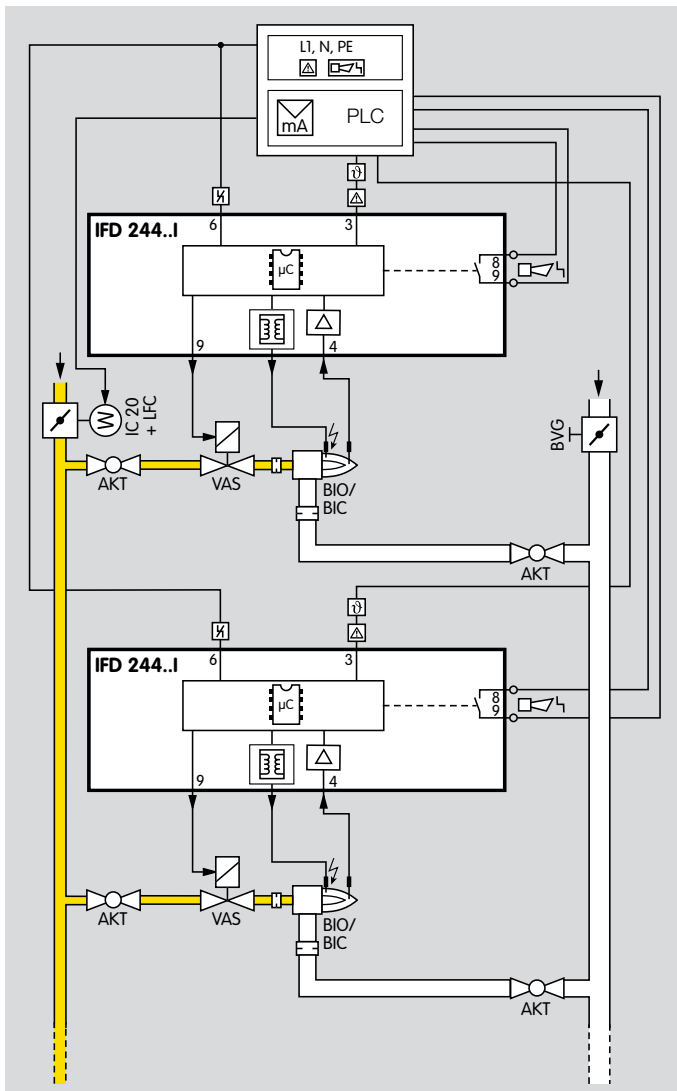 L1, N, PE
mA
PLC
ϑ
6
3
IFD 244..I
µC
8
9
9
4
IC 20
+ LFC
BVG
AKT
VAS
BIO/
BIC
AKT
ϑ
6
3
IFD 244..I
µC
8
9
9
4
AKT
VAS
BIO/
BIC
AKT